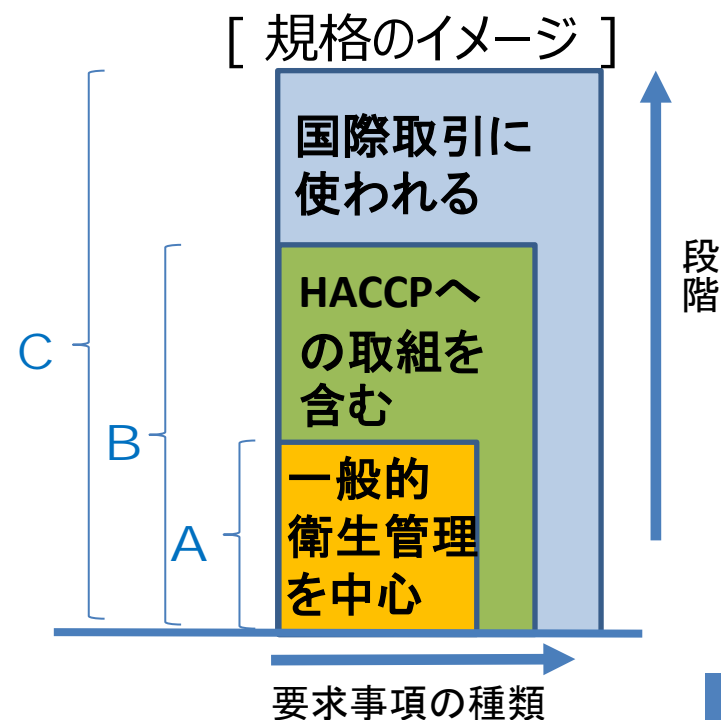 [ 規格のイメージ ]
国際取引に
使われる
HACCPへ
の取組を
含む
一般的
衛生管理
を中心
C
B
A
段階
要求事項の種類